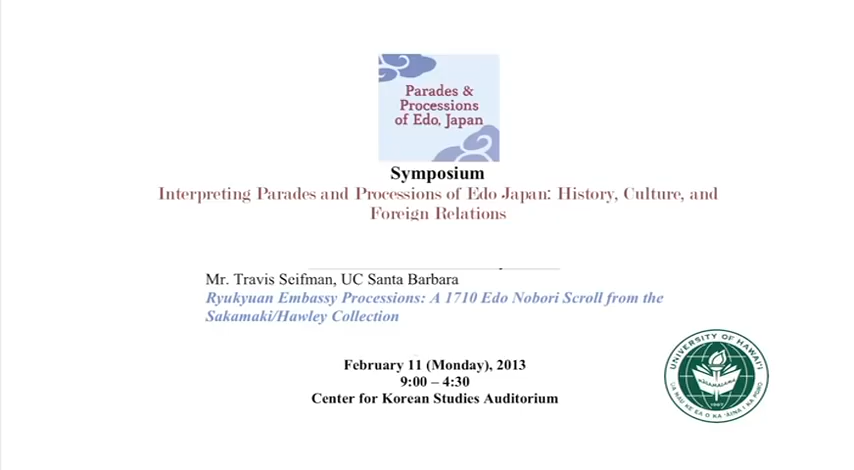 Parades &
Processions
of Edo, Japan
Symposium
Interpreting Parades and Processions of Edo Japan: History, Culture, and
Foreign Relations
Mr. Travis Seifman, UC Santa Barbara
Ryukyuan Embassy Processions: A 1710 Edo Nobori Scroll from the
Sakamaki/Hawley Collection
February 11 (Monday), 2013
9:00 – 4:30
Center for Korean Studies Auditorium
UNIVERSITY OF HAWAI'I
1907